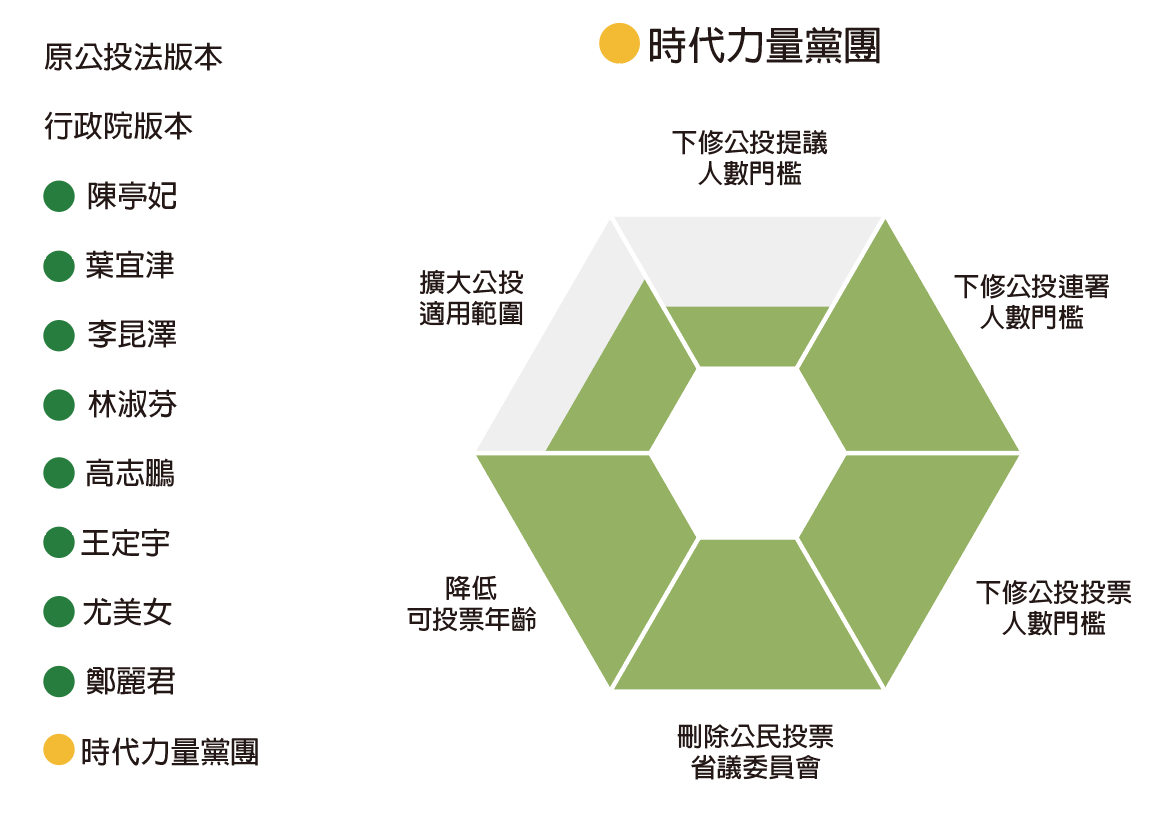 原公投法版本
行政院版本
陳亭妃
葉宜津
李昆澤
林淑芬
高志鵬
王定宇
尤美女
鄭麗君
時代力量黨團
時代力量黨團
下修公投提議
人數門檻
擴大公投
適用範圍
下修公投連署
人數門檻
降低
可投票年齡
下修公投投票
人數門檻
刪除公民投票
省議委員會